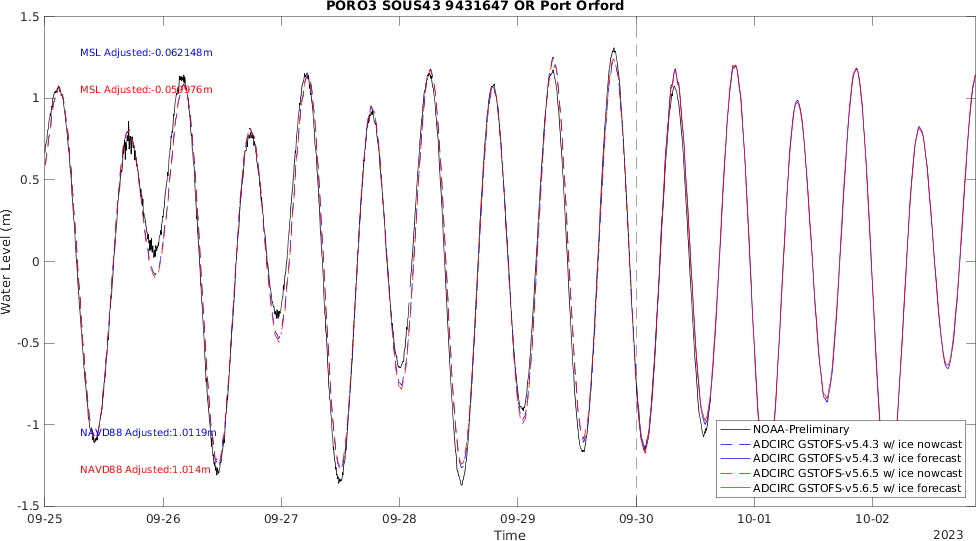 PORO3 SOUS43 9431647 OR Port Orford
1.5
1
0.5
0
-0.5
-1
-1.5
Water Level (m)
MSL Adjusted:-0.062148m
MSL Adjusted:-0.059976m
NAVD88 Adjusted:1.0119m
NAVD88 Adjusted:1.014m
NOAA-Preliminary
ADCIRC GSTOFS-v5.4.3 w/ ice nowcast
ADCIRC GSTOFS-v5.4.3 w/ ice forecast
ADCIRC GSTOFS-v5.6.5 w/ ice nowcast
ADCIRC GSTOFS-v5.6.5 w/ ice forecast
09-25 09-26 09-27 09-28 09-29 09-30 10-01 10-02
Time
2023